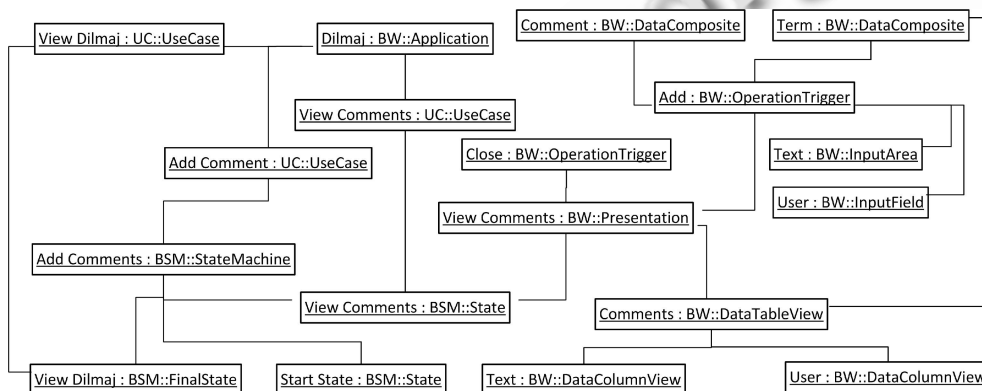 Comment : BW::DataComposite
Term : BW::DataComposite
View Dilmaj : UC::UseCase
Dilmaj : BW::Application
Add : BW::OperationTrigger
View Comments : UC::UseCase
Add Comment : UC::UseCase
Close : BW::OperationTrigger
Text : BW::InputArea
User : BW::InputField
View Comments : BW::Presentation
Add Comments : BSM::StateMachine
View Comments : BSM::State
Comments : BW::DataTableView
View Dilmaj : BSM::FinalState
Start State : BSM::State
Text : BW::DataColumnView
User : BW::DataColumnView